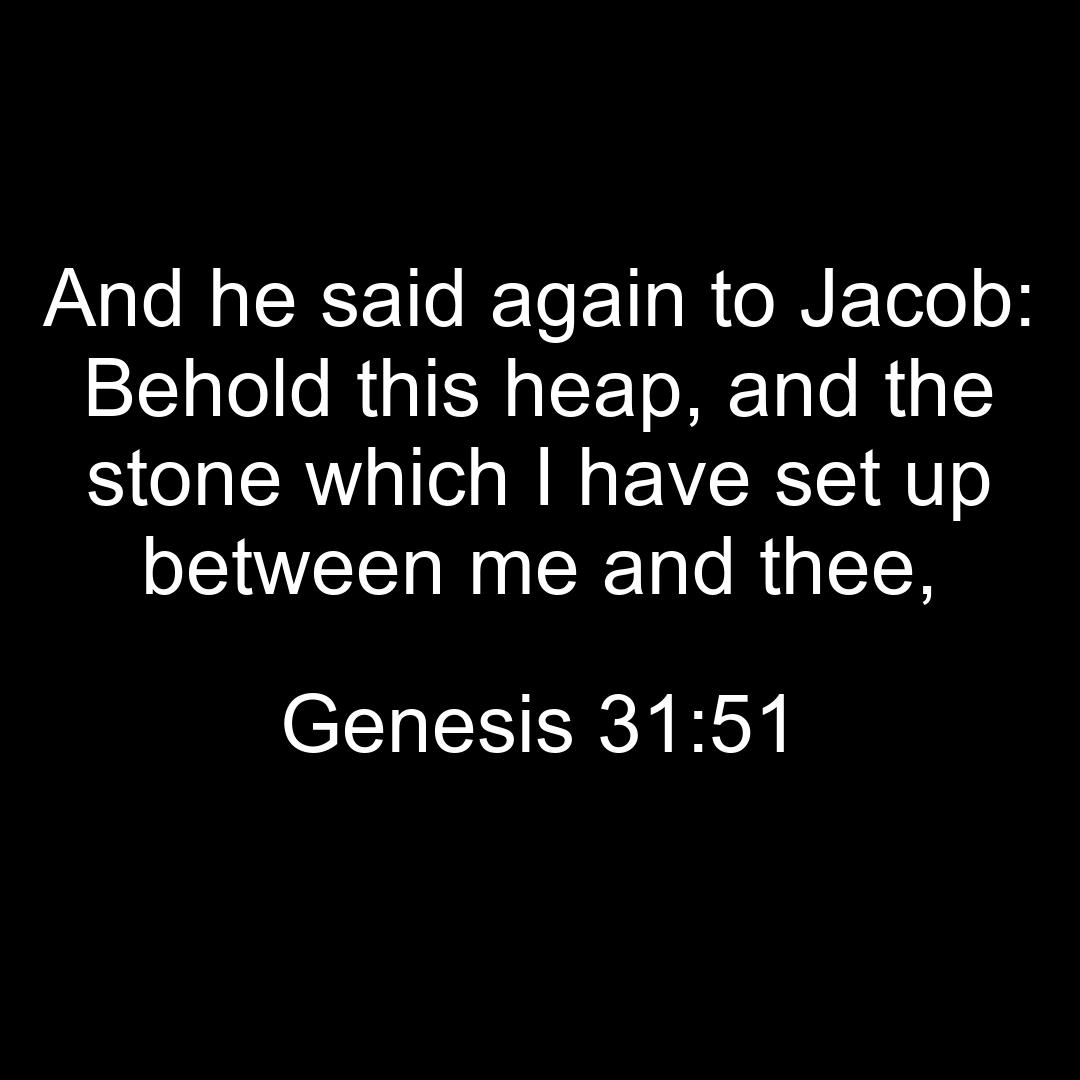 And he said again to Jacob:
Behold this heap, and the
stone which I have set up
between me and thee,
Genesis 31:51